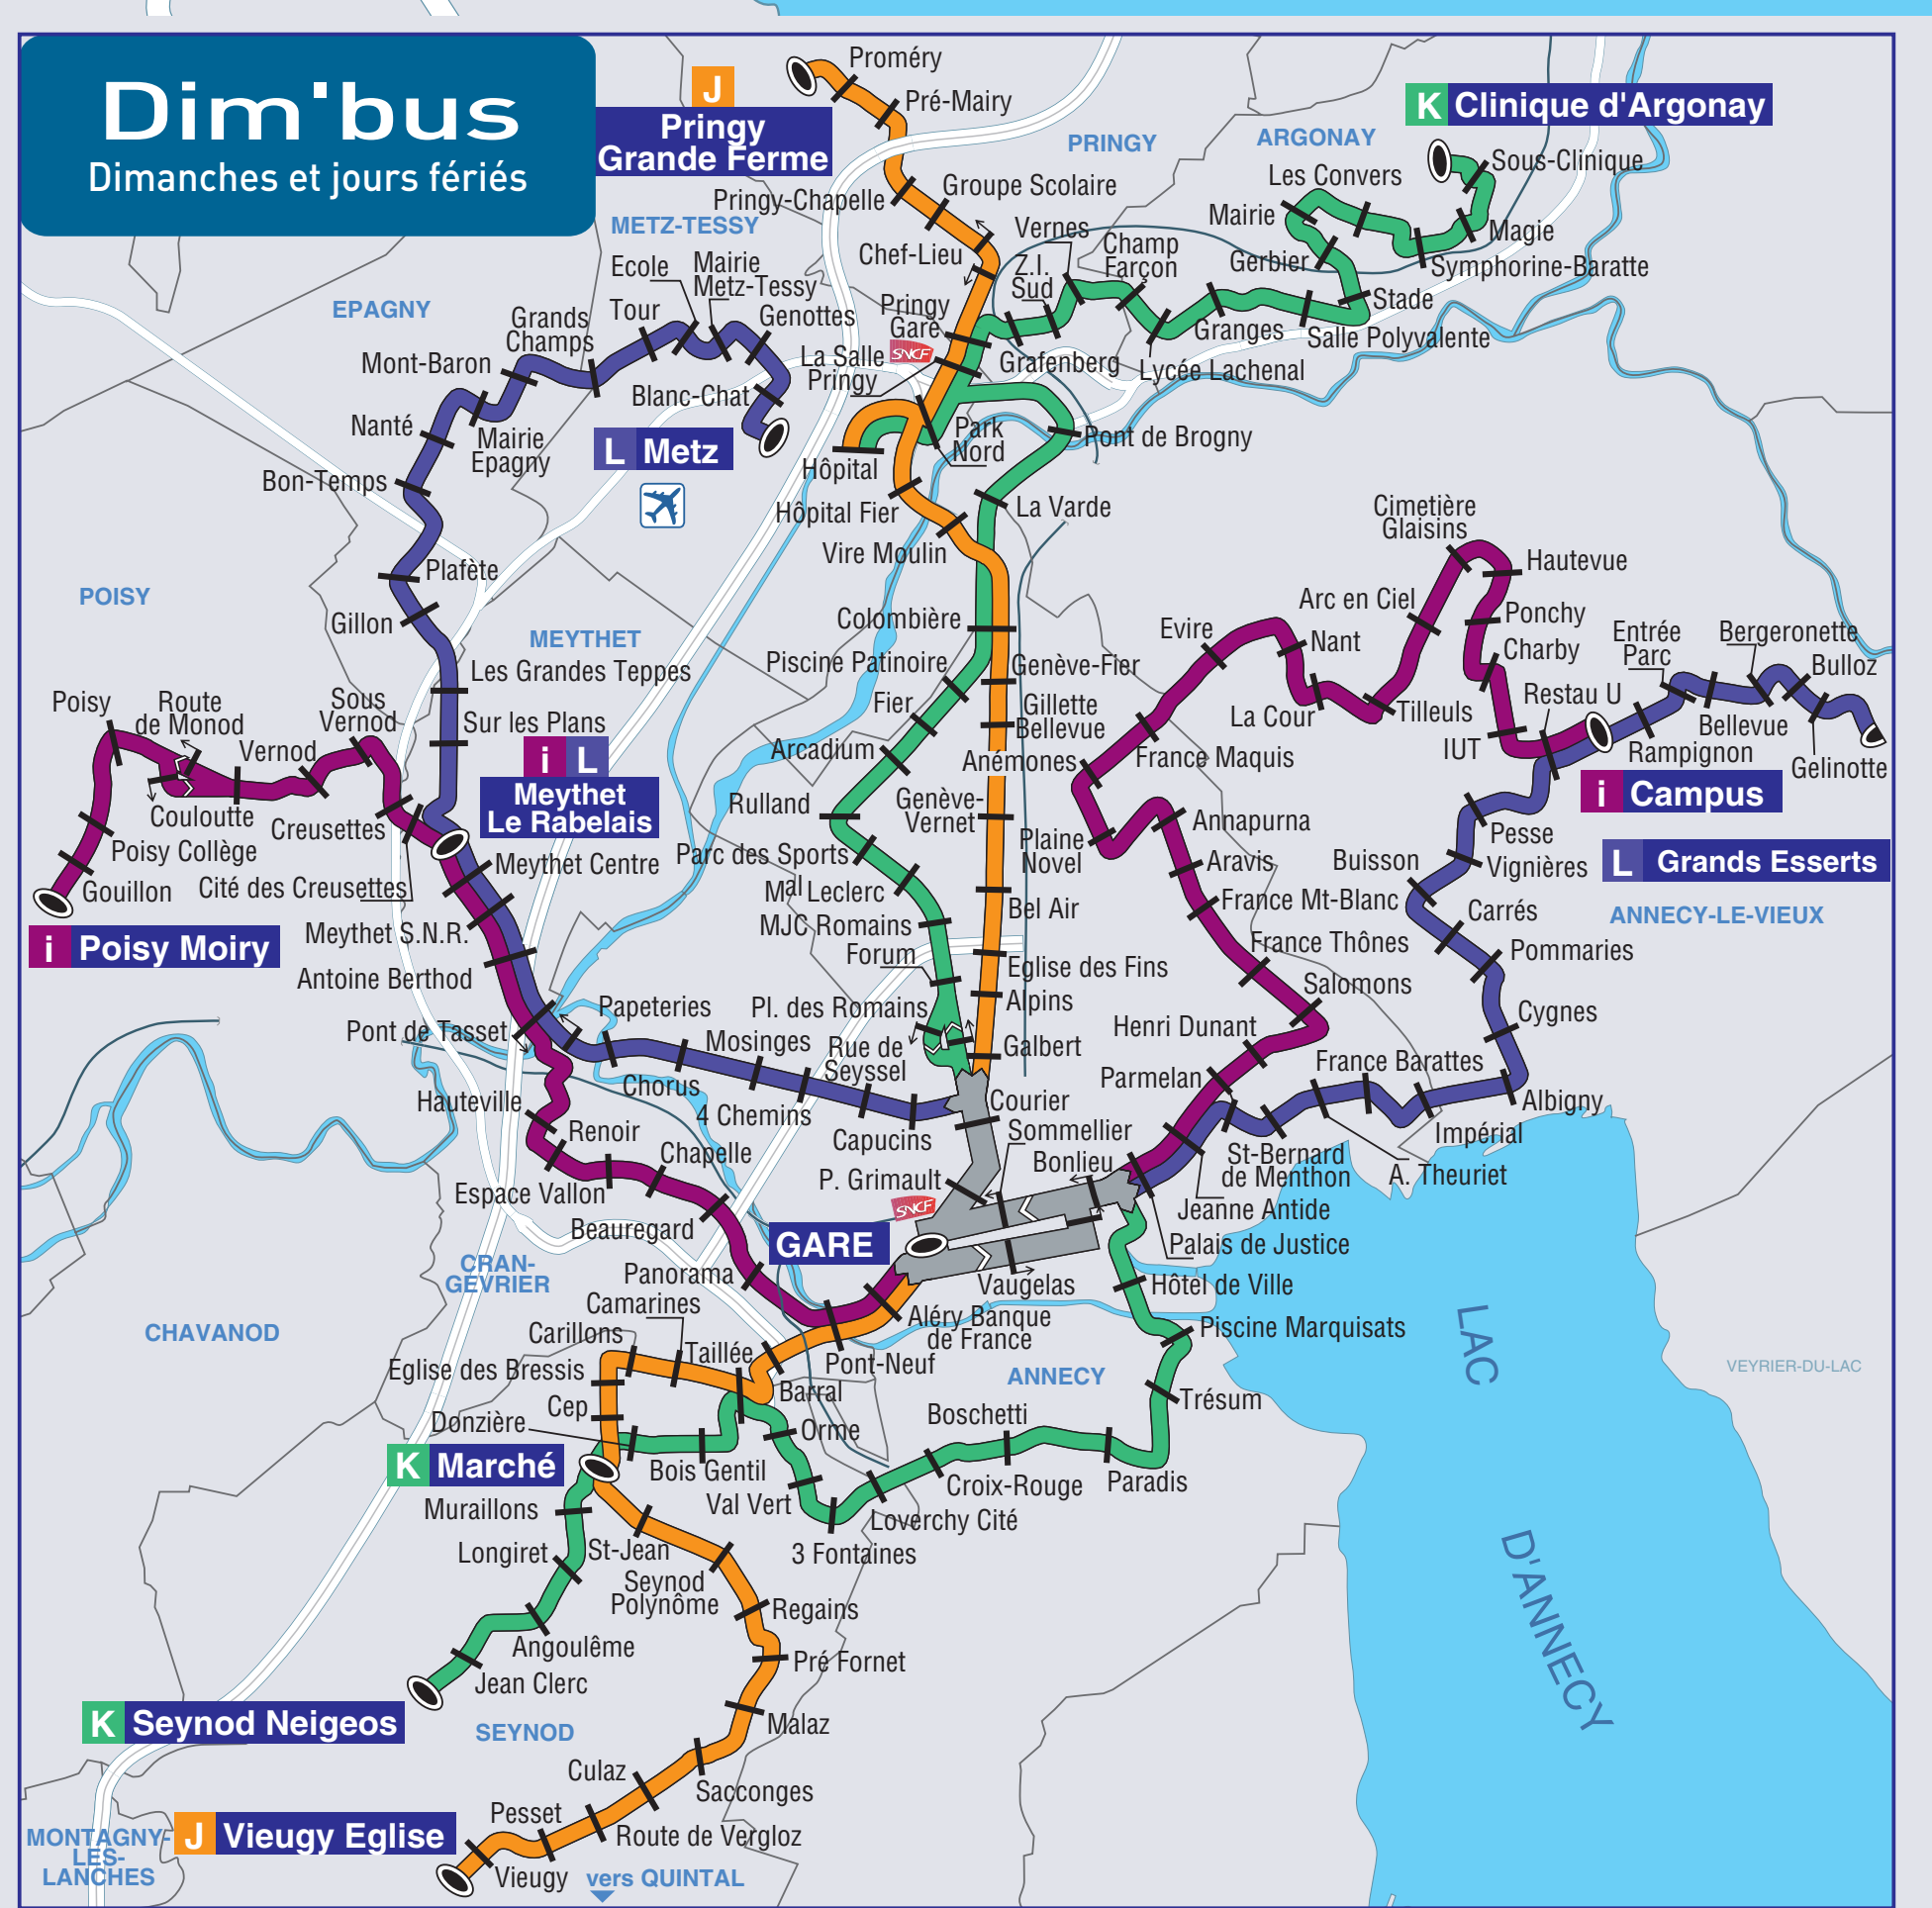 Dim'bus
Dimanches et jours fériés
J
Pringy
Grande Ferme
Proméry
Pré-Mairy
Pringy-Chapelle
Groupe Scolaire
Chef-Lieu
PRINGY
ARGONAY
K Clinique d'Argonay
Sous-Clinique
Les Convers
Mairie
Magie
Symphorine-Baratte
Gerbier
Stade
Salle Polyvalente
Granges
Lycée Lachenal
Champ
Farçon
Vernes
Z.I.
Sud
Grafenberg
Pringy
Gare
SNCF
La Salle
Pringy
Park
Nord
Hôpital
Pont de Brogny
La Varde
Hôpital Fier
Vire Moulin
METZ-TESSY
Ecole
Mairie
Metz-Tessy
Genottes
Blanc-Chat
L Metz
Tour
Grands
Champs
EPAGNY
Mont-Baron
Mairie
Epagny
Nanté
Bon-Temps
Plafète
Gillon
POISY
MEYTHET
Les Grandes Teppes
Sur les Plans
i L
Meythet
Le Rabelais
Poisy
Route
de Monod
Sous
Vernod
Vernod
Couloutte
Creusettes
Poisy Collège
Gouillon
Cité des Creusettes
i Poisy Moiry
Meythet Centre
Meythet S.N.R.
Antoine Berthod
Pont de Tasset
Papeteries
Chorus
Mosinges
4 Chemins
Rue de
Seyssel
Capucins
Pl. des Romains
Colombière
Piscine Patinoire
Fier
Arcadium
Rulland
Parc des Sports
Mal Leclerc
MJC Romains
Forum
Genève-Fier
Gillette
Bellevue
Genève-
Vernet
Bel Air
Eglise des Fins
Alpins
Galbert
Courier
Sommellier
Bonlieu
P. Grimault
SNCF
GARE
Vaugelas
Cimetière
Glaisins
Hautevue
Arc en Ciel
Ponchy
Charby
Evire
Nant
La Cour
Tilleuls
IUT
Restau U
Entrée
Parc
Bergeronette
Bulloz
Bellevue
Rampignon
Gelinotte
i Campus
L Grands Esserts
ANNECY-LE-VIEUX
France Maquis
Anémones
Plaine
Novel
Annapurna
Aravis
France Mt-Blanc
France Thônes
Salomons
Henri Dunant
Parmelan
Pesse
Vignières
Buisson
Carrés
Pommaries
Cygnes
France Barattes
Albigny
Impérial
A. Theuriet
St-Bernard
de Menthon
Jeanne Antide
Palais de Justice
Hôtel de Ville
Piscine Marquisats
Trésum
Paradis
Boschetti
Croix-Rouge
Loverchy Cité
3 Fontaines
Val Vert
Orme
Barral
Hauteville
Renoir
Chapelle
Espace Vallon
Beauregard
Panorama
CRAN-
GEVRIER
CHAVANOD
Aléry Banque
de France
Pont-Neuf
ANNECY
Camarines
Carillons
Taillée
Eglise des Bressis
Cep
Donzière
K Marché
Bois Gentil
Muraillons
Longiret
St-Jean
Angoulême
Jean Clerc
K Seynod Neigeos
SEYNOD
Seynod
Polynôme
Regains
Pré Fornet
Malaz
Sacconges
Culaz
Route de Vergloz
Pesset
Vieugy
J Vieugy Eglise
MONTAGNY-
LES-
LANCHES
vers QUINTAL
LAC
D'ANNECY
VEYRIER-DU-LAC